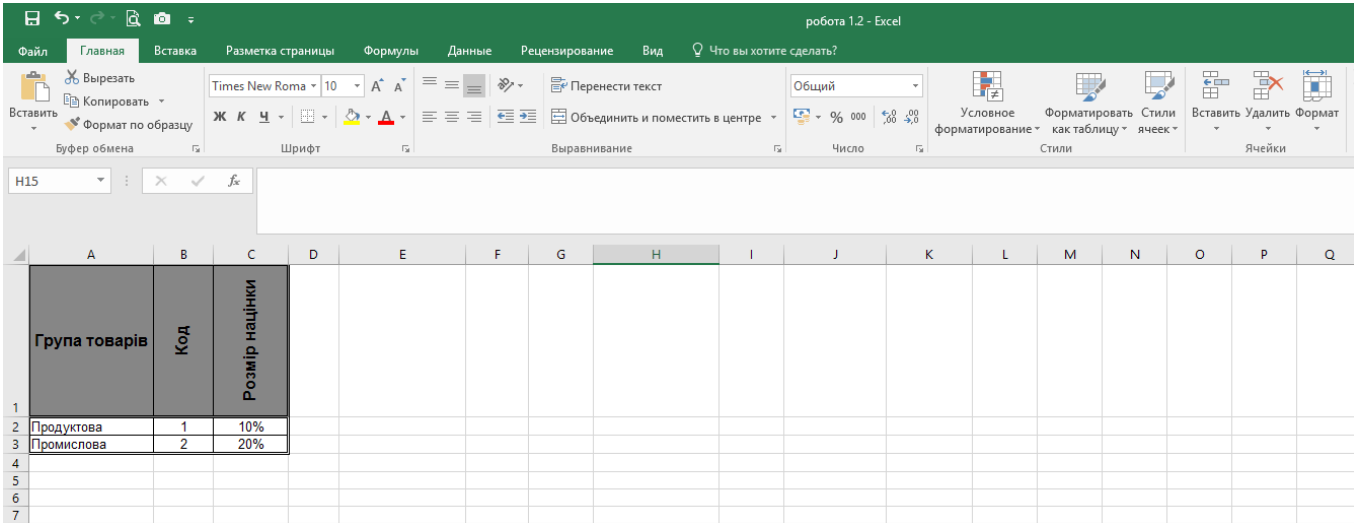 робота 1.2 - Excel
Файл Главная Вставка Разметка страницы Формулы Данные Рецензирование Вид Что вы хотите сделать?
Вставить
Вырезать
Копировать
Формат по образцу
Буфер обмена
Times New Roma 10
Ж К Ч
Шрифт
Перенести текст
Объединить и поместить в центре
Выравнивание
Общий
% 000 ,00 ,00
Число
Условное форматирование
Форматировать как таблицу
Стили ячеек
Стили
Вставить Удалить Формат
Ячейки
H15 fx
A B C D E F G H I J K L M N O P Q
1 Група товарів Код Розмір націнки
2 Продуктова 1 10%
3 Промислова 2 20%
4
5
6
7